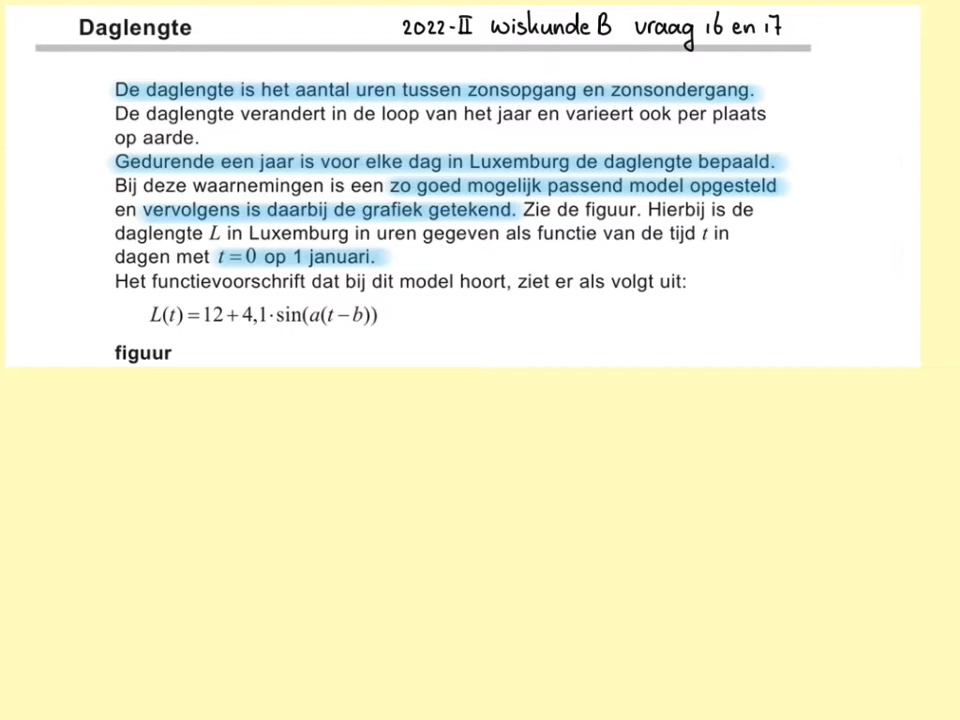 Daglengte 2022-II wiskunde B vraag 16 en 17
De daglengte is het aantal uren tussen zonsopgang en zonsondergang.
De daglengte verandert in de loop van het jaar en varieert ook per plaats
op aarde.
Gedurende een jaar is voor elke dag in Luxemburg de daglengte bepaald.
Bij deze waarnemingen is een zo goed mogelijk passend model opgesteld
en vervolgens is daarbij de grafiek getekend. Zie de figuur. Hierbij is de
daglengte L in Luxemburg in uren gegeven als functie van de tijd t in
dagen met t = 0 op 1 januari.
Het functievoorschrift dat bij dit model hoort, ziet er als volgt uit:
L(t) = 12 + 4,1 · sin(a(t − b))
figuur